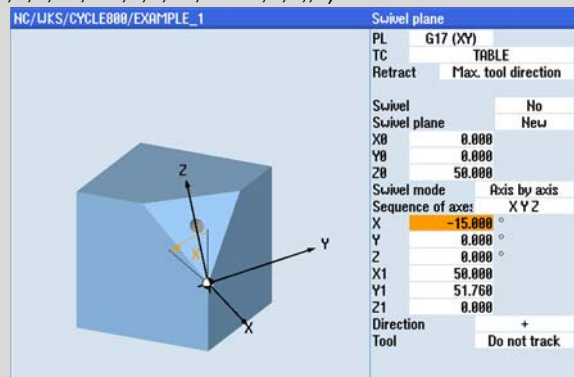 NC/WKS/CYCLE800/EXAMPLE_1
Swivel plane
PL G17 (XY)
TC TABLE
Retract Max. tool direction
Swivel No
Swivel plane New
X0 0.000
Y0 0.000
Z0 50.000
Swivel mode Axis by axis
Sequence of axes X Y Z
X -15.000 °
Y 0.000 °
Z 0.000 °
X1 50.000
Y1 51.760
Z1 0.000
Direction +
Tool Do not track
Z
X
Y
X